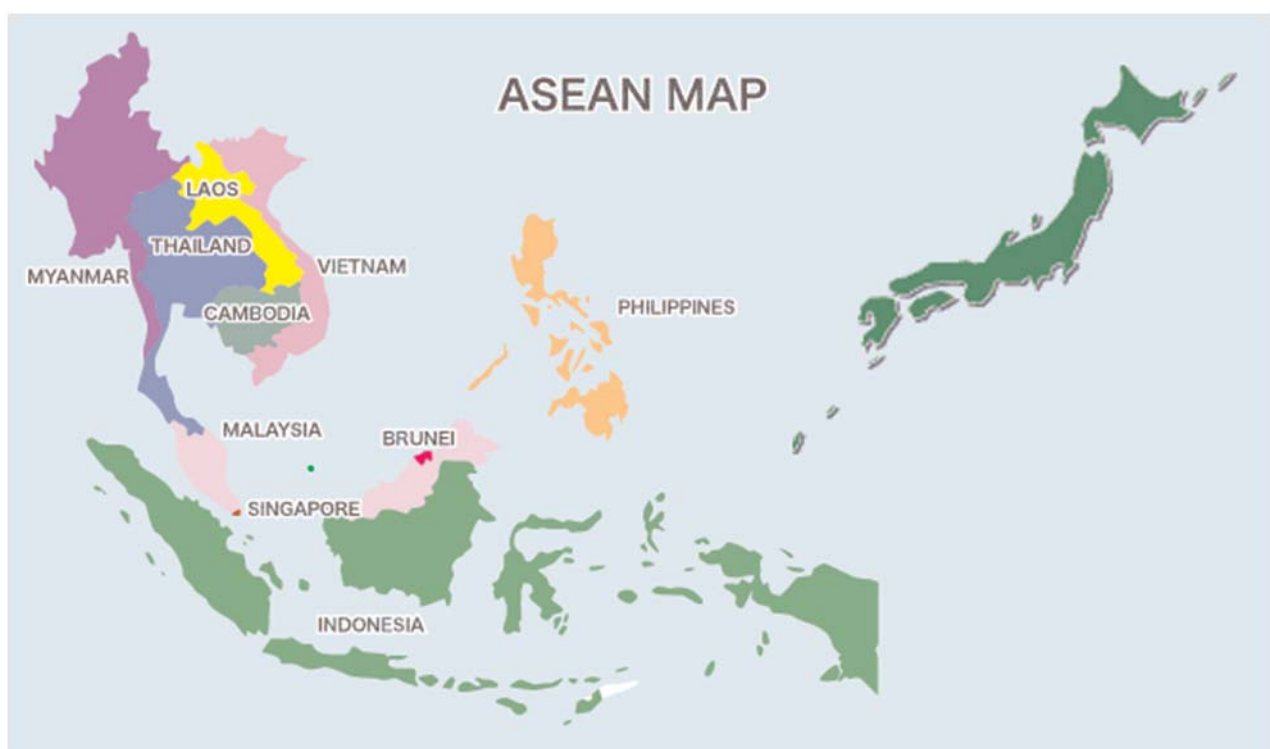 ASEAN MAP
LAOS
THAILAND
MYANMAR
VIETNAM
CAMBODIA
PHILIPPINES
MALAYSIA
BRUNEI
SINGAPORE
INDONESIA